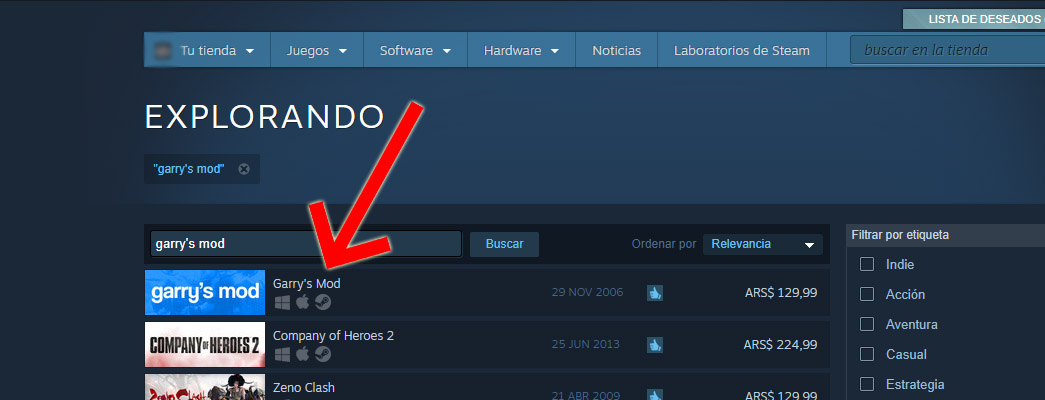 LISTA DE DESEADOS
Tu tienda
Juegos
Software
Hardware
Noticias
Laboratorios de Steam
buscar en la tienda
EXPLORANDO
"garry's mod"
garry's mod
Buscar
Ordenar por
Relevancia
Filtrar por etiqueta
garry's mod
Garry's Mod
29 NOV 2006
ARS$ 129,99
COMPANY OF HEROES 2
Company of Heroes 2
25 JUN 2013
ARS$ 224,99
Zeno Clash
21 ABR 2009
ARS$ 129,99
Indie
Acción
Aventura
Casual
Estrategia